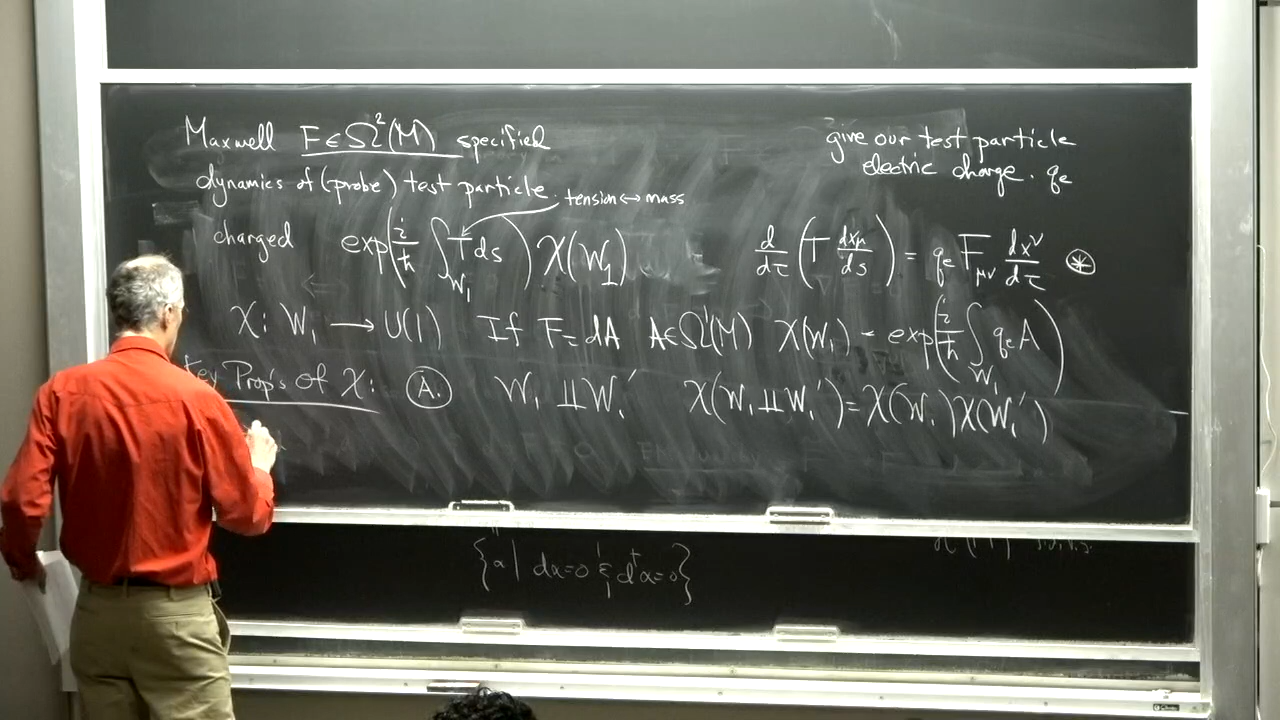 Maxwell F ∈ Ω²(M) specified
dynamics of (probe) test particle. tension ↔ mass
give our test particle
electric charge. qₑ
charged exp(i/ħ ∫_{W₁} T ds) χ(W₁)
d/dτ (T dx_μ/ds) = qₑ F_{μν} dx^ν/dτ ⊛
χ: W₁ → U(1) If F = dA A ∈ Ω¹(M) χ(W₁) = exp(i/ħ ∫_{W₁} qₑ A)
Key Prop's of χ: Ⓐ. W₁ ⊔ W₁' χ(W₁ ⊔ W₁') = χ(W₁) χ(W₁')
{α | dα=0 & d†α=0}